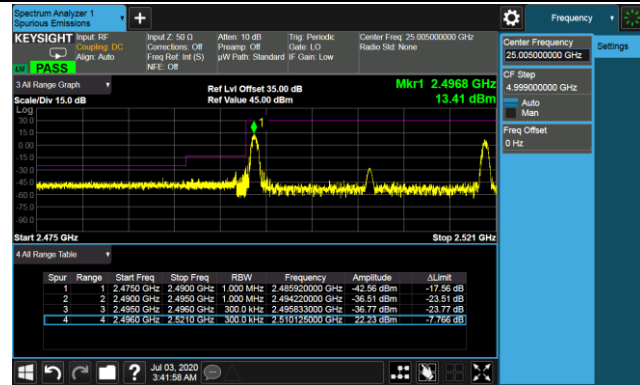 Spectrum Analyzer 1
Spurious Emissions
Frequency
KEYSIGHT Input: RF Input Z: 50 Ω Atten: 10 dB Trig: Periodic Center Freq: 25.005000000 GHz
Coupling: DC Corrections: Off Preamp: Off Gate: LO Radio Std: None
Align: Auto Freq Ref: Int (S) µW Path: Standard IF Gain: Low
PASS NFE: Off
Center Frequency
25.005000000 GHz
Settings
CF Step
4.999000000 GHz
Auto
Man
Freq Offset
0 Hz
3 All Range Graph
Ref Lvl Offset 35.00 dB
Mkr1 2.4968 GHz
Scale/Div 15.0 dB
Ref Value 45.00 dBm
13.41 dBm
Log
30.0
15.0
0.00
-15.0
-30.0
-45.0
-60.0
-75.0
-90.0
1
Start 2.475 GHz
Stop 2.521 GHz
4 All Range Table
Spur Range Start Freq Stop Freq RBW Frequency Amplitude ΔLimit
1 1 2.4750 GHz 2.4900 GHz 1.000 MHz 2.485920000 GHz -42.56 dBm -17.56 dB
2 2 2.4900 GHz 2.4950 GHz 1.000 MHz 2.494220000 GHz -36.51 dBm -23.51 dB
3 3 2.4950 GHz 2.4960 GHz 300.0 kHz 2.495833000 GHz -36.77 dBm -23.77 dB
4 4 2.4960 GHz 2.5210 GHz 300.0 kHz 2.510125000 GHz 22.23 dBm -7.766 dB
Jul 03, 2020
3:41:58 AM